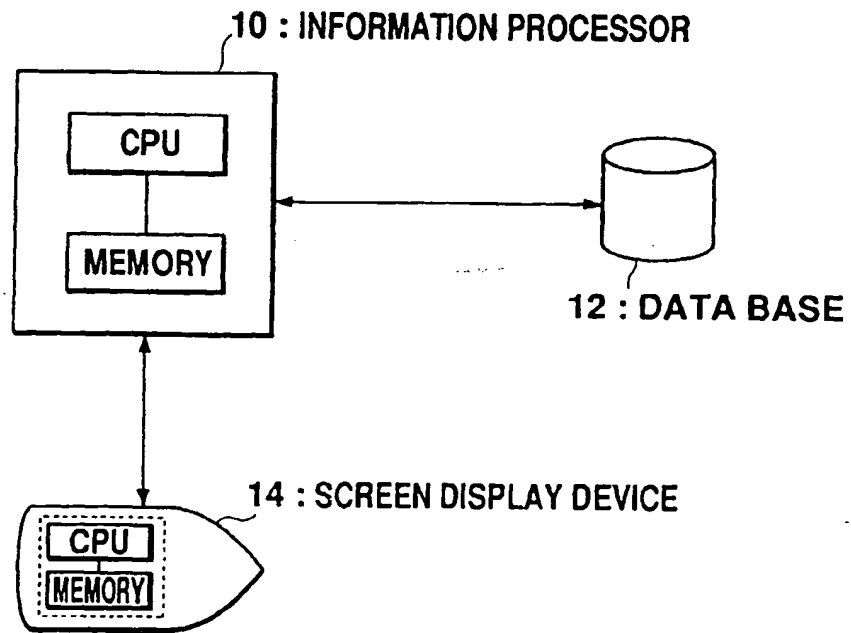 10 : INFORMATION PROCESSOR
CPU
MEMORY
12 : DATA BASE
14 : SCREEN DISPLAY DEVICE
CPU
MEMORY